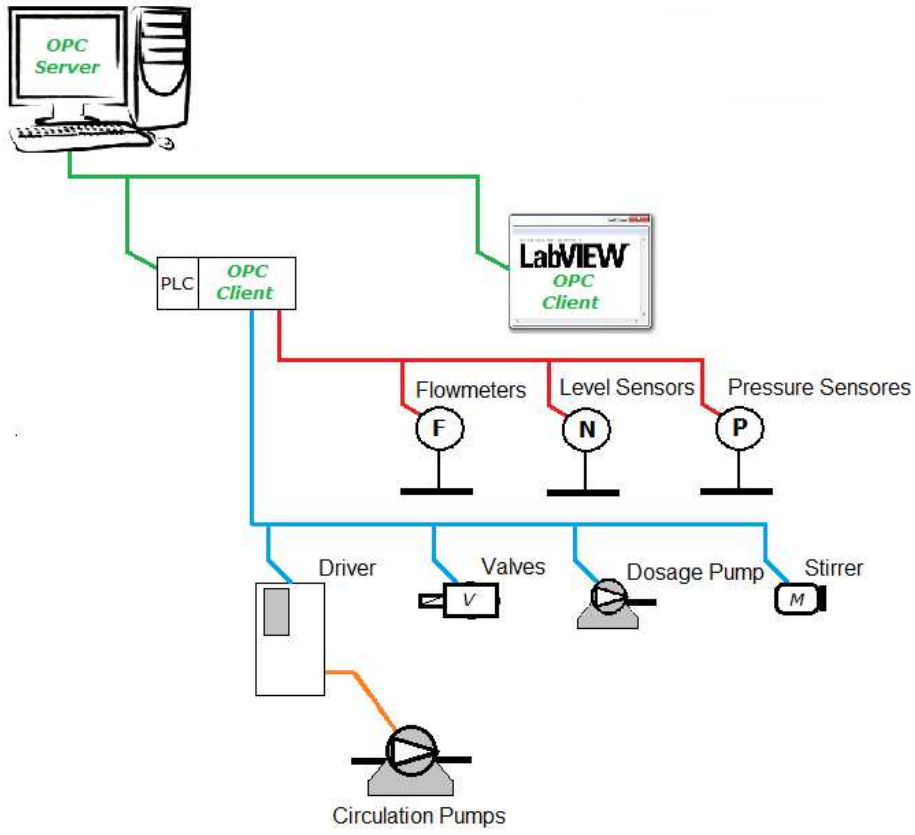 OPC
Server
LabVIEW
OPC
Client
PLC
OPC
Client
Flowmeters
Level Sensors
Pressure Sensores
F
N
P
Driver
Valves
Dosage Pump
Stirrer
V
M
Circulation Pumps